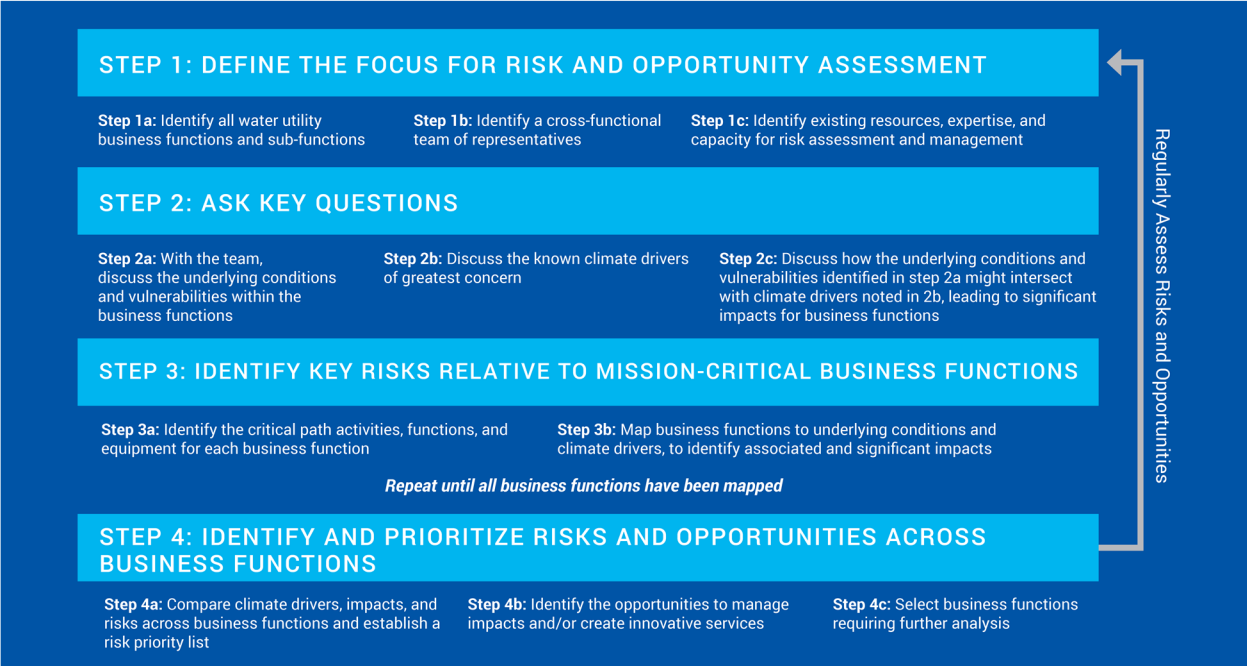 STEP 1: DEFINE THE FOCUS FOR RISK AND OPPORTUNITY ASSESSMENT
Step 1a: Identify all water utility
business functions and sub-functions
Step 1b: Identify a cross-functional
team of representatives
Step 1c: Identify existing resources, expertise, and
capacity for risk assessment and management
STEP 2: ASK KEY QUESTIONS
Step 2a: With the team,
discuss the underlying conditions
and vulnerabilities within the
business functions
Step 2b: Discuss the known climate drivers
of greatest concern
Step 2c: Discuss how the underlying conditions and
vulnerabilities identified in step 2a might intersect
with climate drivers noted in 2b, leading to significant
impacts for business functions
STEP 3: IDENTIFY KEY RISKS RELATIVE TO MISSION-CRITICAL BUSINESS FUNCTIONS
Step 3a: Identify the critical path activities, functions, and
equipment for each business function
Step 3b: Map business functions to underlying conditions and
climate drivers, to identify associated and significant impacts
Repeat until all business functions have been mapped
STEP 4: IDENTIFY AND PRIORITIZE RISKS AND OPPORTUNITIES ACROSS
BUSINESS FUNCTIONS
Step 4a: Compare climate drivers, impacts, and
risks across business functions and establish a
risk priority list
Step 4b: Identify the opportunities to manage
impacts and/or create innovative services
Step 4c: Select business functions
requiring further analysis
Regularly Assess Risks and Opportunities